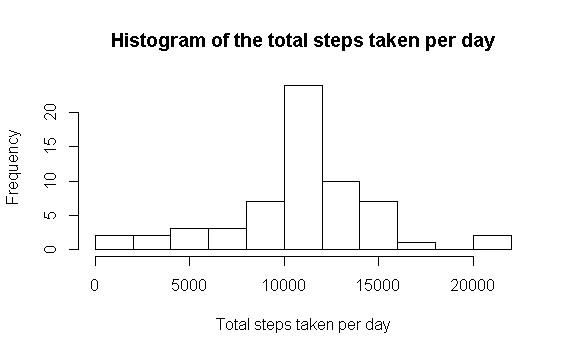 Histogram of the total steps taken per day
Frequency
20
15
10
5
0
0 5000 10000 15000 20000
Total steps taken per day